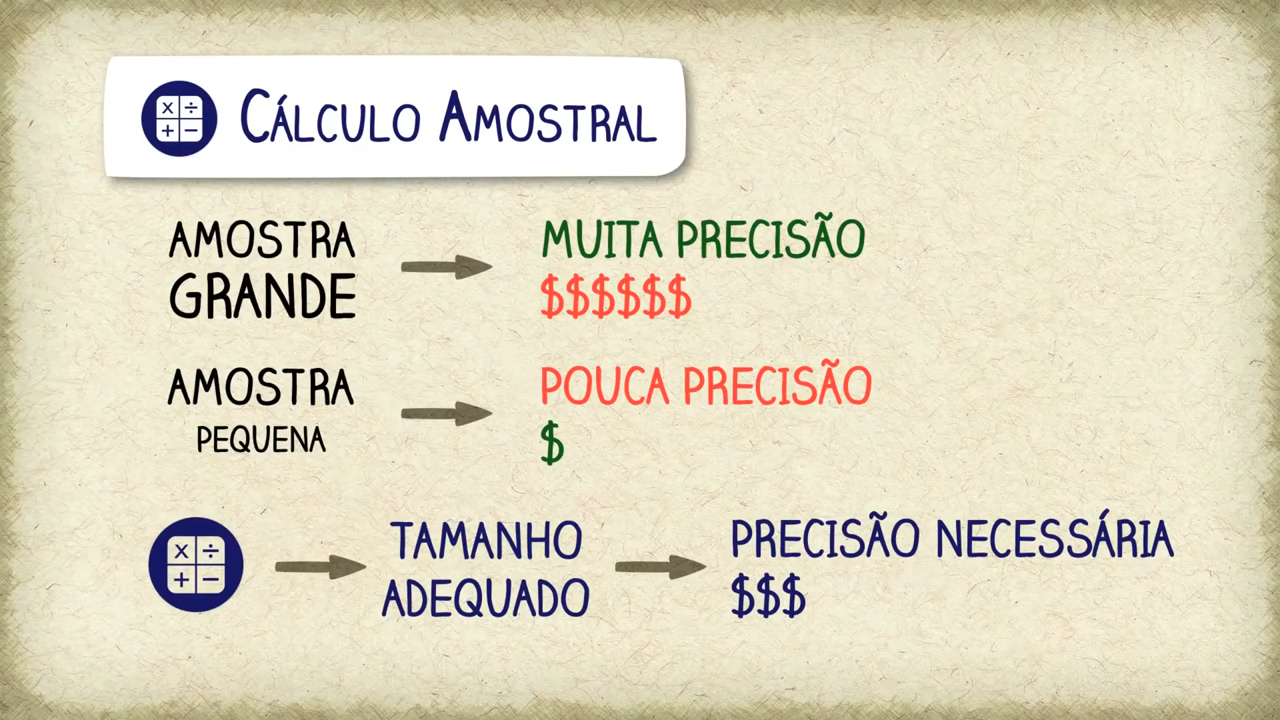 CÁLCULO AMOSTRAL
AMOSTRA
GRANDE
MUITA PRECISÃO
$$$$$$
AMOSTRA
PEQUENA
POUCA PRECISÃO
$
TAMANHO
ADEQUADO
PRECISÃO NECESSÁRIA
$$$